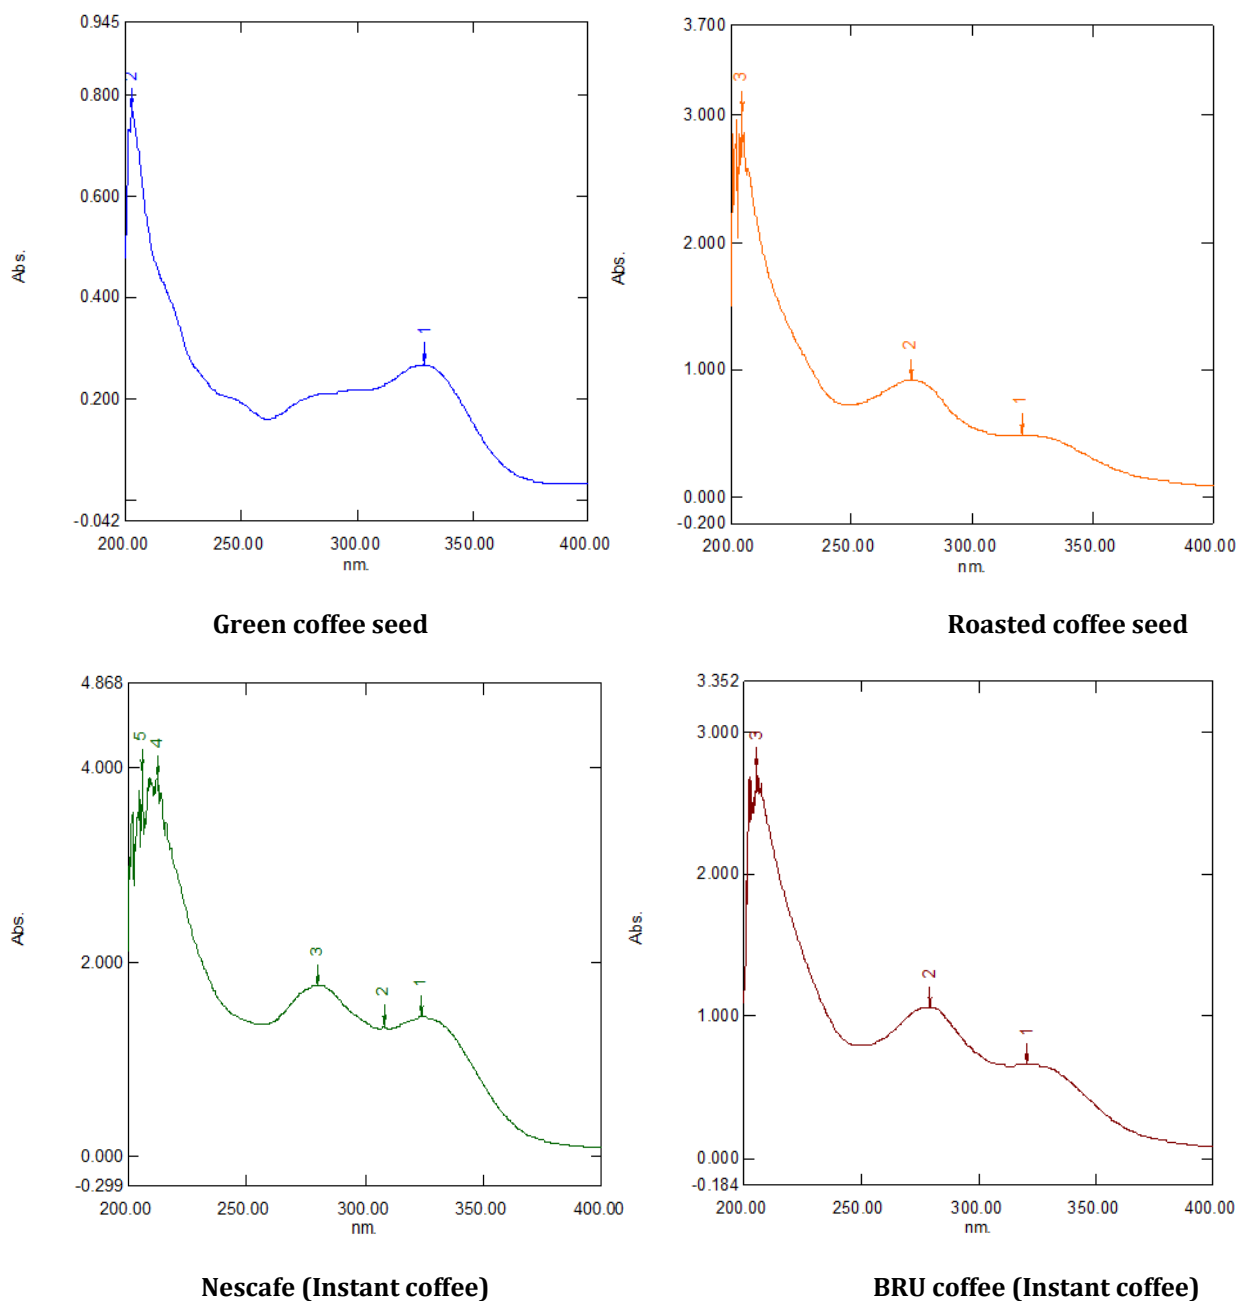 0.945
0.800
0.600
0.400
0.200
-0.042
Abs.
2
1
200.00 250.00 300.00 350.00 400.00
nm.
Green coffee seed
3.700
3.000
2.000
1.000
0.000
-0.200
Abs.
3
2
1
200.00 250.00 300.00 350.00 400.00
nm.
Roasted coffee seed
4.868
4.000
2.000
0.000
-0.299
Abs.
5
4
3
2
1
200.00 250.00 300.00 350.00 400.00
nm.
Nescafe (Instant coffee)
3.352
3.000
2.000
1.000
0.000
-0.184
Abs.
3
2
1
200.00 250.00 300.00 350.00 400.00
nm.
BRU coffee (Instant coffee)